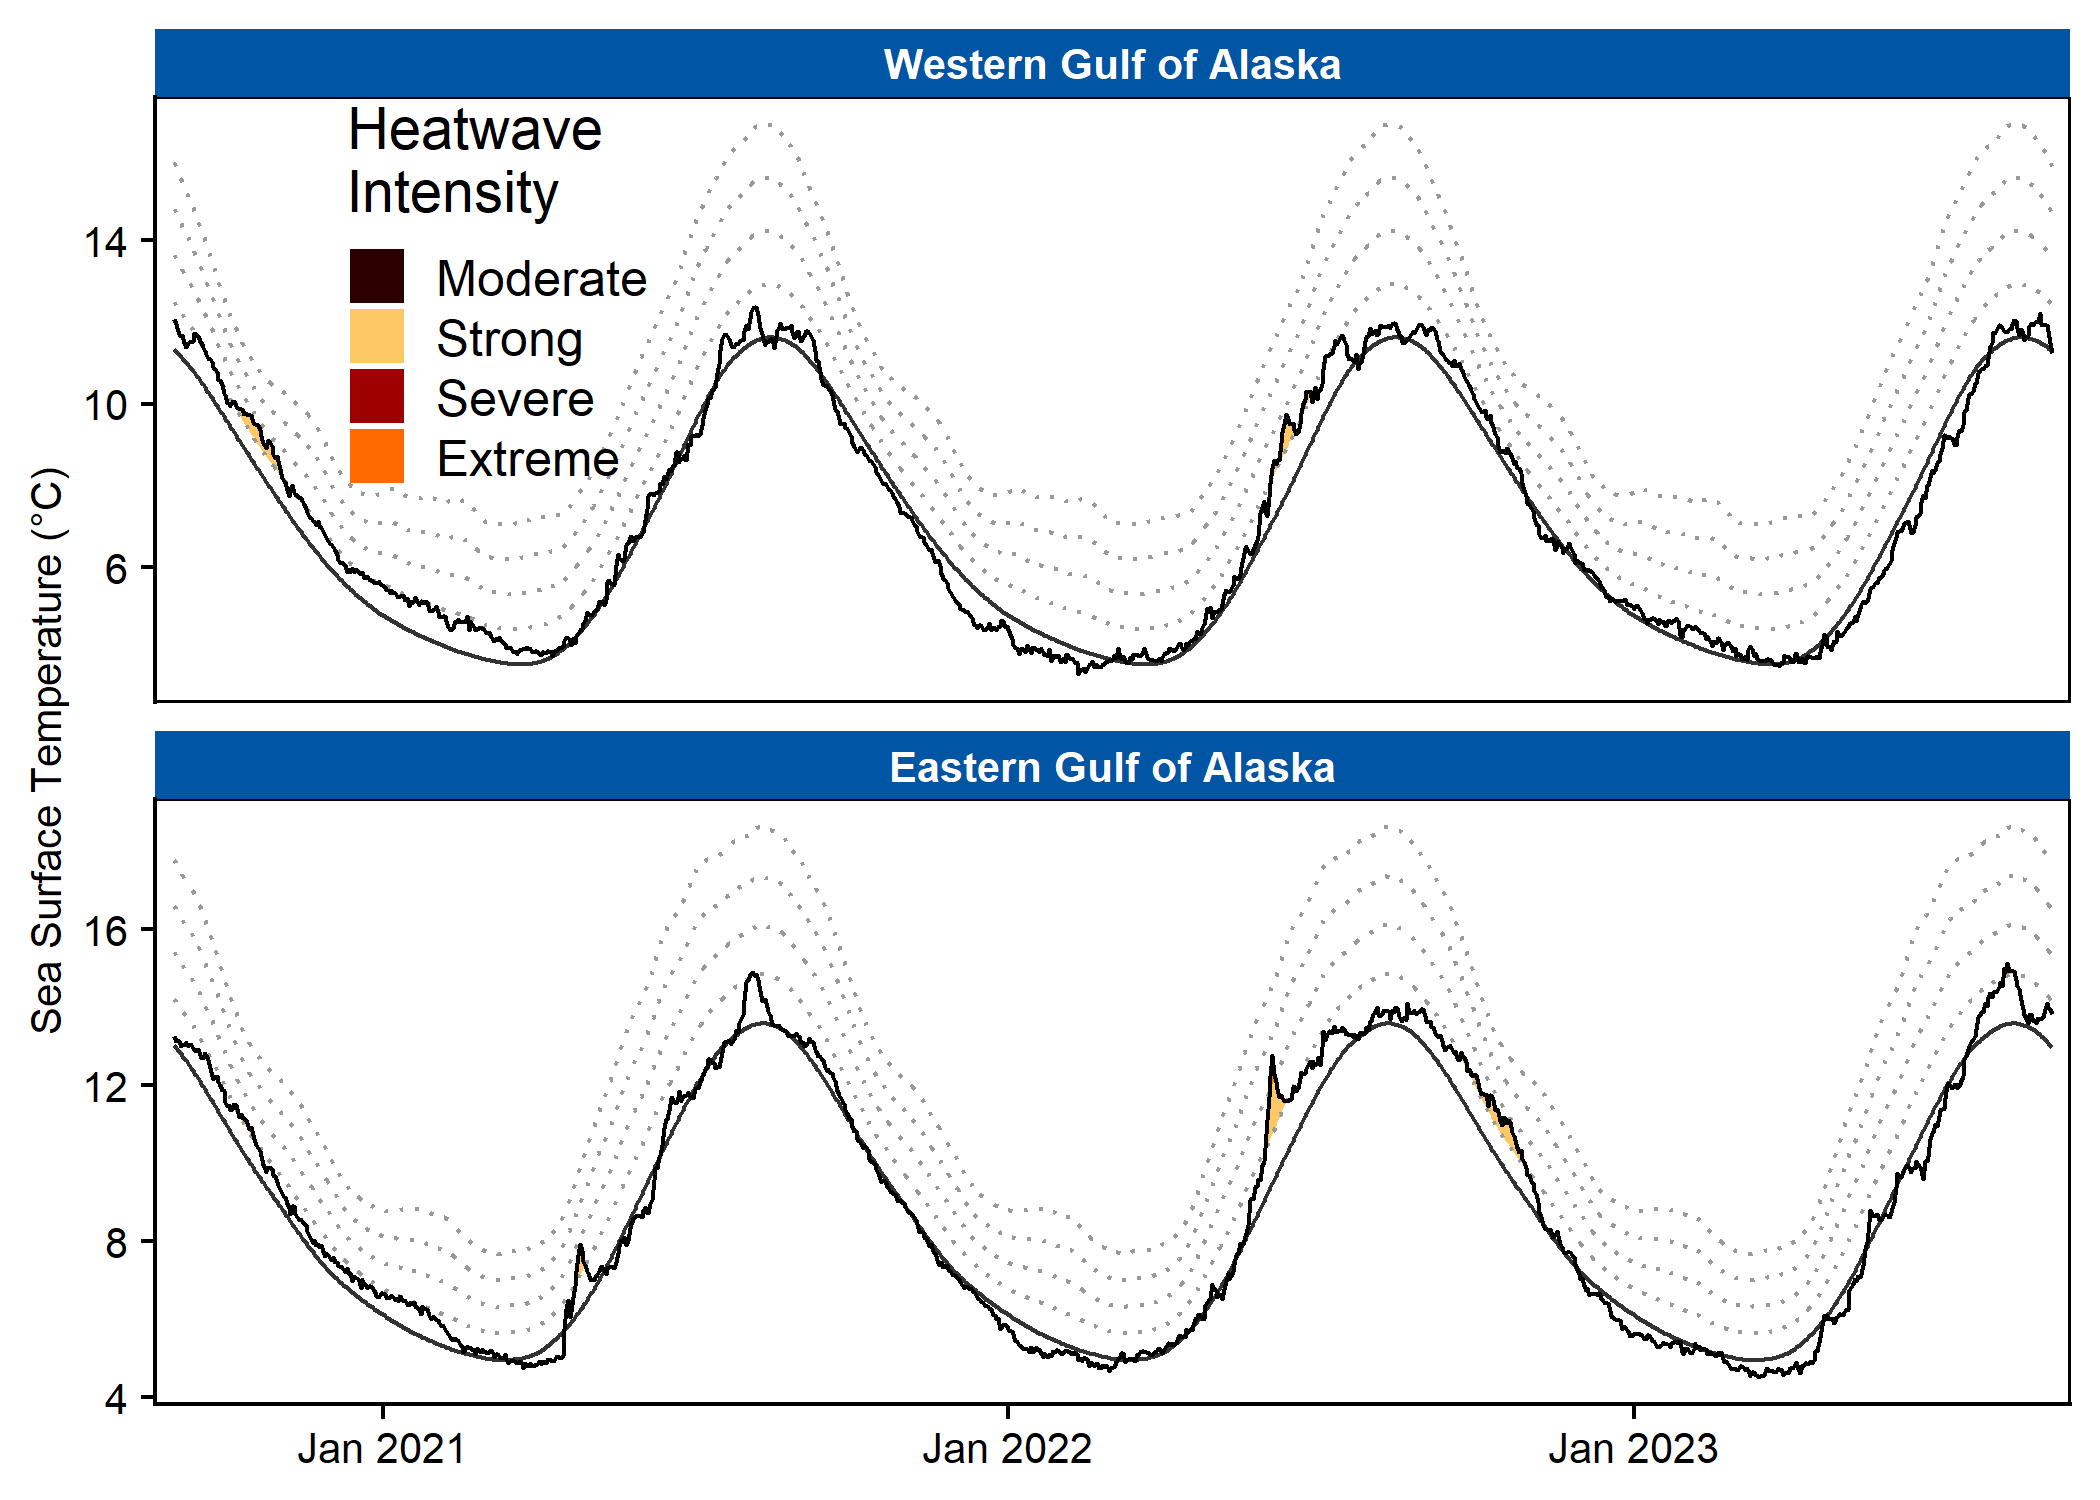 Western Gulf of Alaska
Heatwave
Intensity
Moderate
Strong
Severe
Extreme
14
10
6
Sea Surface Temperature (°C)
Eastern Gulf of Alaska
16
12
8
4
Jan 2021
Jan 2022
Jan 2023